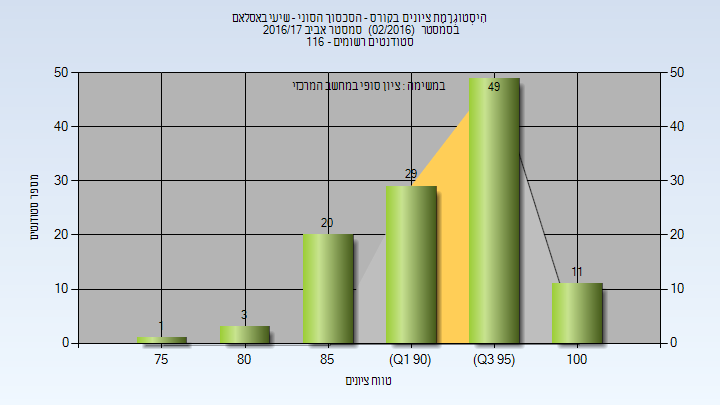 היסטוגרמת ציונים בקורס - הסכסוך הסוני - שיעי באסלאם
בסמסטר (02/2016) סמסטר אביב 2016/17
סטודנטים רשומים - 116
במשימה : ציון סופי במחשב המרכזי
מספר סטודנטים
50 50
40 40
30 30
20 20
10 10
0 0
1 3 20 29 49 11
75 80 85 (Q1 90) (Q3 95) 100
טווח ציונים